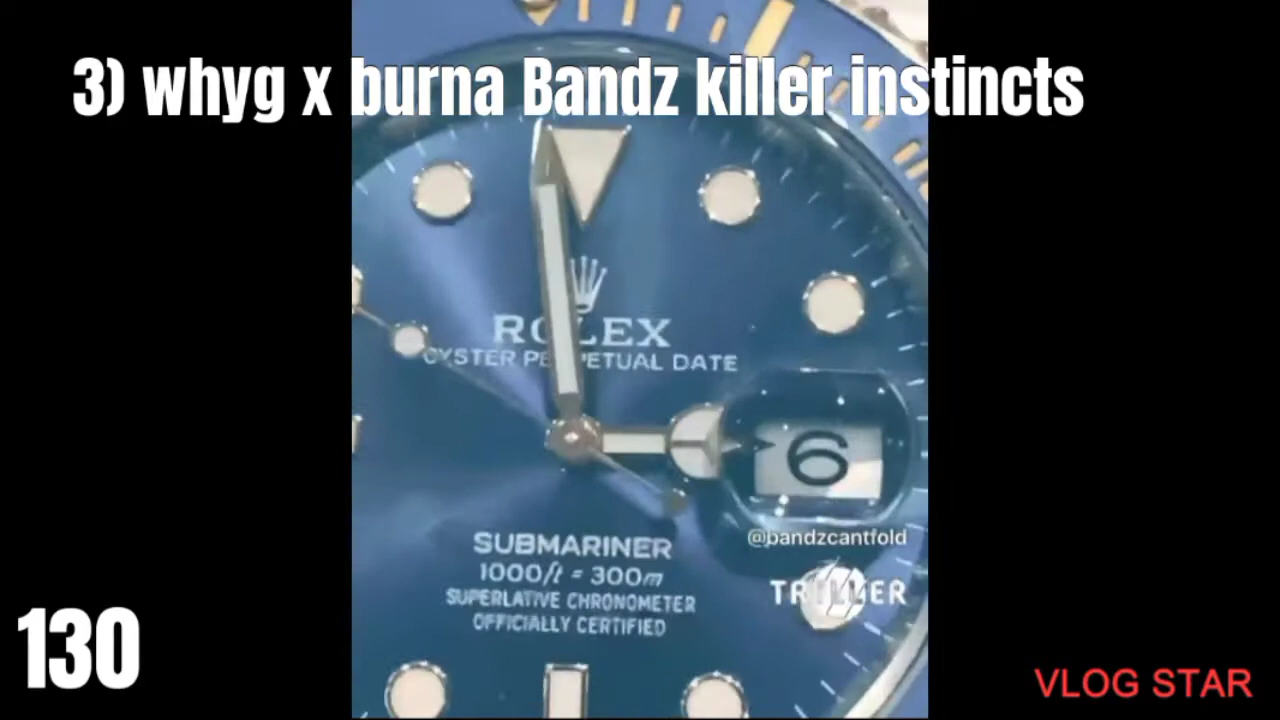 3) whyg x burna Bandz killer instincts
ROLEX
OYSTER PERPETUAL DATE
6
SUBMARINER
1000ft = 300m
SUPERLATIVE CHRONOMETER
OFFICIALLY CERTIFIED
@bandzcantfold
TRILLER
130
VLOG STAR